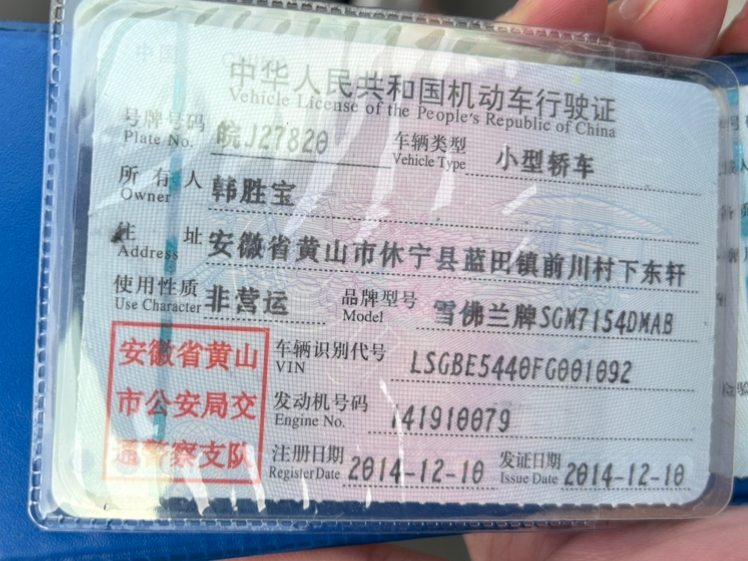 中华人民共和国机动车行驶证
Vehicle License of the People's Republic of China
号牌号码 皖J27820 车辆类型 小型轿车
Plate No. Vehicle Type
所有人 韩胜宝
Owner
住址 安徽省黄山市休宁县蓝田镇前川村下东轩
Address
使用性质 非营运 品牌型号 雪佛兰牌SGM7154DMAB
Use Character Model
安徽省黄山
市公安局交
通警察支队
车辆识别代号 LSGBE5440FG001092
VIN
发动机号码 141910079
Engine No.
注册日期 2014-12-10 发证日期 2014-12-10
Register Date Issue Date